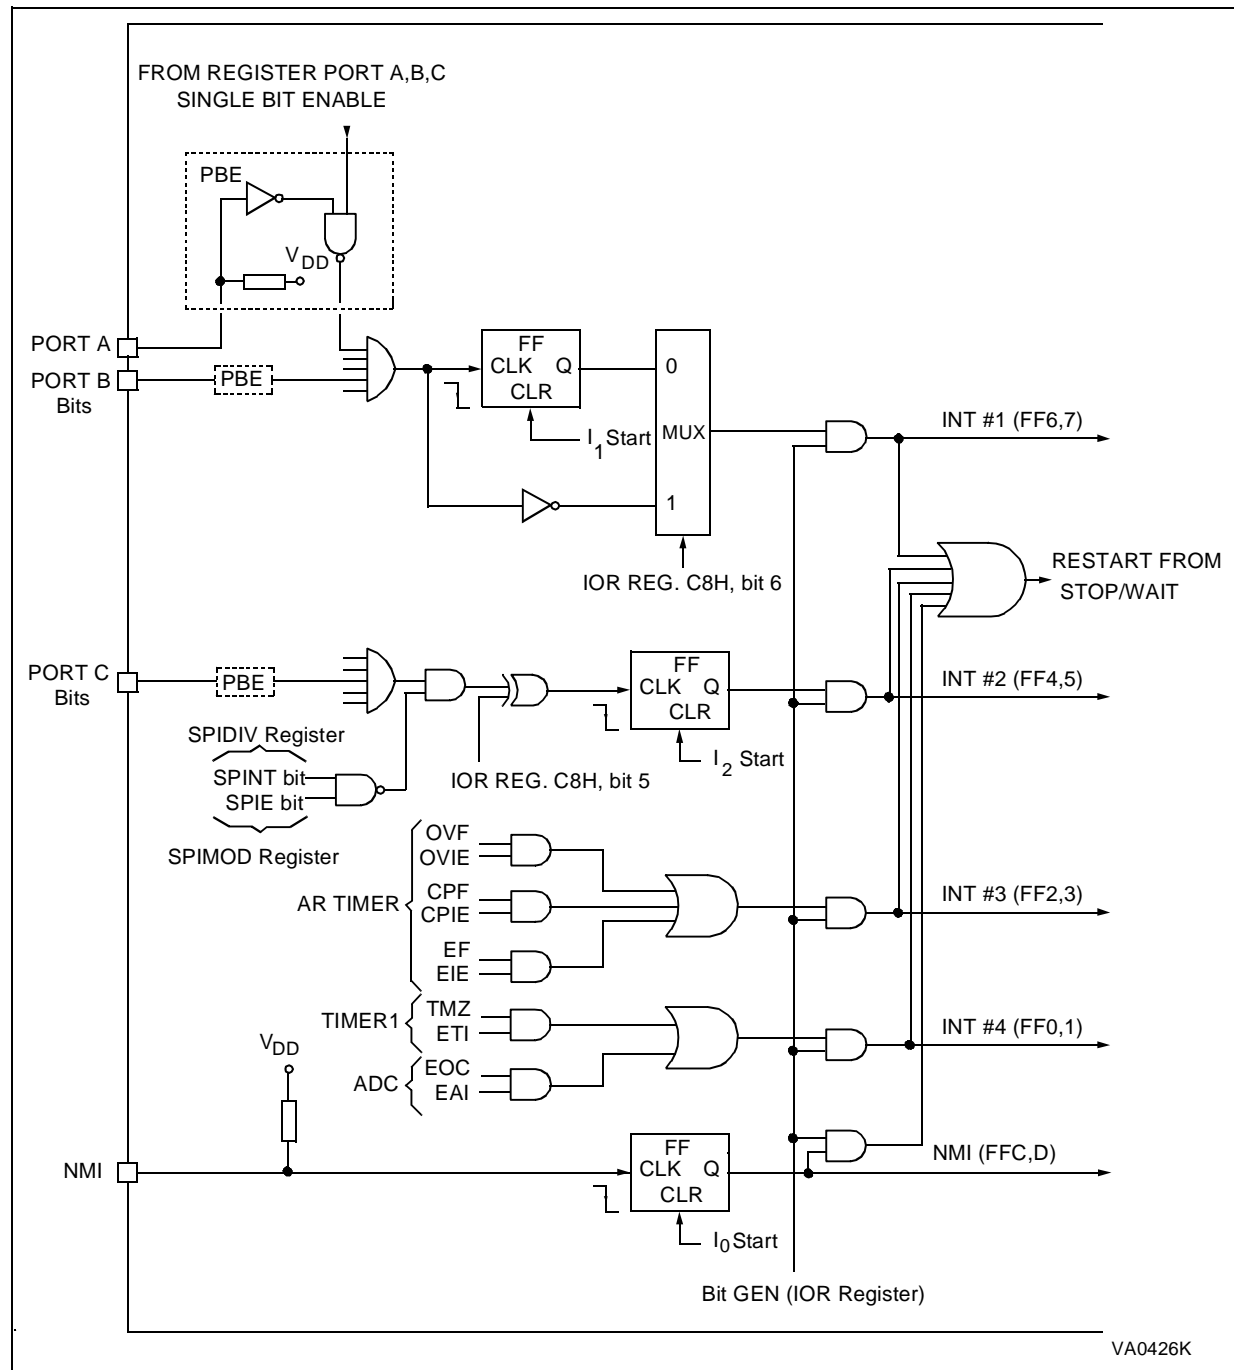 FROM REGISTER PORT A,B,C
SINGLE BIT ENABLE
PBE
VDD
PORT A
PORT B
Bits
PBE
FF
CLK Q
CLR
I1 Start
0
MUX
1
IOR REG. C8H, bit 6
INT #1 (FF6,7)
RESTART FROM
STOP/WAIT
PORT C
Bits
PBE
FF
CLK Q
CLR
I2 Start
INT #2 (FF4,5)
SPIDIV Register
SPINT bit
SPIE bit
SPIMOD Register
IOR REG. C8H, bit 5
AR TIMER
OVF
OVIE
CPF
CPIE
EF
EIE
INT #3 (FF2,3)
TIMER1
TMZ
ETI
ADC
EOC
EAI
INT #4 (FF0,1)
VDD
NMI
FF
CLK Q
CLR
I0 Start
NMI (FFC,D)
Bit GEN (IOR Register)
VA0426K